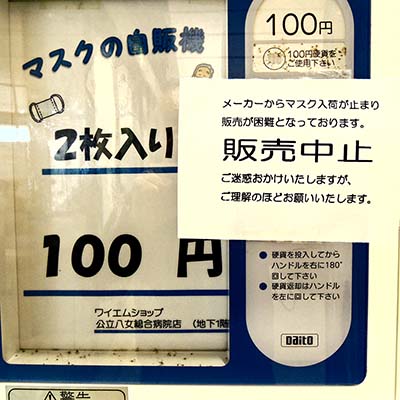 マスクの自販機
2枚入り
100 円
ワイエムショップ
公立八女総合病院店 (地下1階
100円
100円硬貨を
ご使用下さい
メーカーからマスク入荷が止まり
販売が困難となっております。
販売中止
ご迷惑おかけいたしますが、
ご理解のほどお願いいたします。
● 硬貨を投入してから
ハンドルを右に180°
回して下さい
● 硬貨返却はハンドル
を左に回して下さい
Daito
警告